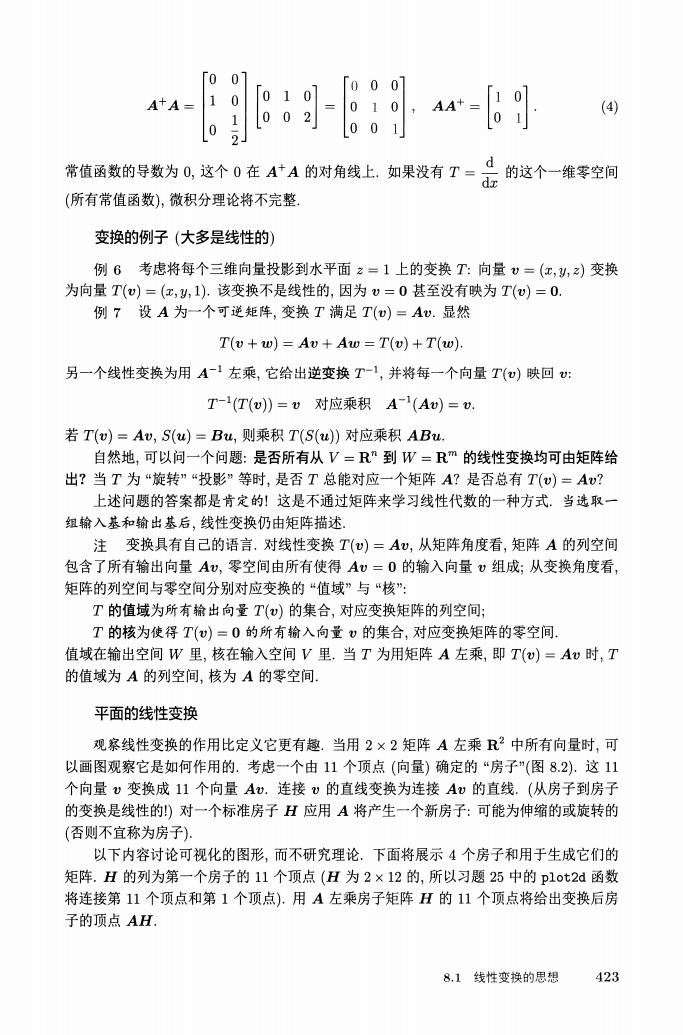 A⁺A = [0 0; 1 0; 0 1/2] [0 1 0; 0 0 2] = [0 0 0; 0 1 0; 0 0 1], AA⁺ = [1 0; 0 1]. (4)
常值函数的导数为 0, 这个 0 在 A⁺A 的对角线上. 如果没有 T = d/dx 的这个一维零空间
(所有常值函数), 微积分理论将不完整.
变换的例子 (大多是线性的)
例 6 考虑将每个三维向量投影到水平面 z = 1 上的变换 T: 向量 v = (x, y, z) 变换
为向量 T(v) = (x, y, 1). 该变换不是线性的, 因为 v = 0 甚至没有映为 T(v) = 0.
例 7 设 A 为一个可逆矩阵, 变换 T 满足 T(v) = Av. 显然
T(v + w) = Av + Aw = T(v) + T(w).
另一个线性变换为用 A⁻¹ 左乘, 它给出逆变换 T⁻¹, 并将每一个向量 T(v) 映回 v:
T⁻¹(T(v)) = v 对应乘积 A⁻¹(Av) = v.
若 T(v) = Av, S(u) = Bu, 则乘积 T(S(u)) 对应乘积 ABu.
自然地, 可以问一个问题: 是否所有从 V = Rⁿ 到 W = Rᵐ 的线性变换均可由矩阵给
出? 当 T 为 “旋转” “投影” 等时, 是否 T 总能对应一个矩阵 A? 是否总有 T(v) = Av?
上述问题的答案都是肯定的! 这是不通过矩阵来学习线性代数的一种方式. 当选取一
组输入基和输出基后, 线性变换仍由矩阵描述.
注 变换具有自己的语言. 对线性变换 T(v) = Av, 从矩阵角度看, 矩阵 A 的列空间
包含了所有输出向量 Av, 零空间由所有使得 Av = 0 的输入向量 v 组成; 从变换角度看,
矩阵的列空间与零空间分别对应变换的 “值域” 与 “核”:
T 的值域为所有输出向量 T(v) 的集合, 对应变换矩阵的列空间;
T 的核为使得 T(v) = 0 的所有输入向量 v 的集合, 对应变换矩阵的零空间.
值域在输出空间 W 里, 核在输入空间 V 里. 当 T 为用矩阵 A 左乘, 即 T(v) = Av 时, T
的值域为 A 的列空间, 核为 A 的零空间.
平面的线性变换
观察线性变换的作用比定义它更有趣. 当用 2 × 2 矩阵 A 左乘 R² 中所有向量时, 可
以画图观察它是如何作用的. 考虑一个由 11 个顶点 (向量) 确定的 “房子”(图 8.2). 这 11
个向量 v 变换成 11 个向量 Av. 连接 v 的直线变换为连接 Av 的直线. (从房子到房子
的变换是线性的!) 对一个标准房子 H 应用 A 将产生一个新房子: 可能为伸缩的或旋转的
(否则不宜称为房子).
以下内容讨论可视化的图形, 而不研究理论. 下面将展示 4 个房子和用于生成它们的
矩阵. H 的列为第一个房子的 11 个顶点 (H 为 2 × 12 的, 所以习题 25 中的 plot2d 函数
将连接第 11 个顶点和第 1 个顶点). 用 A 左乘房子矩阵 H 的 11 个顶点将给出变换后房
子的顶点 AH.
8.1 线性变换的思想 423